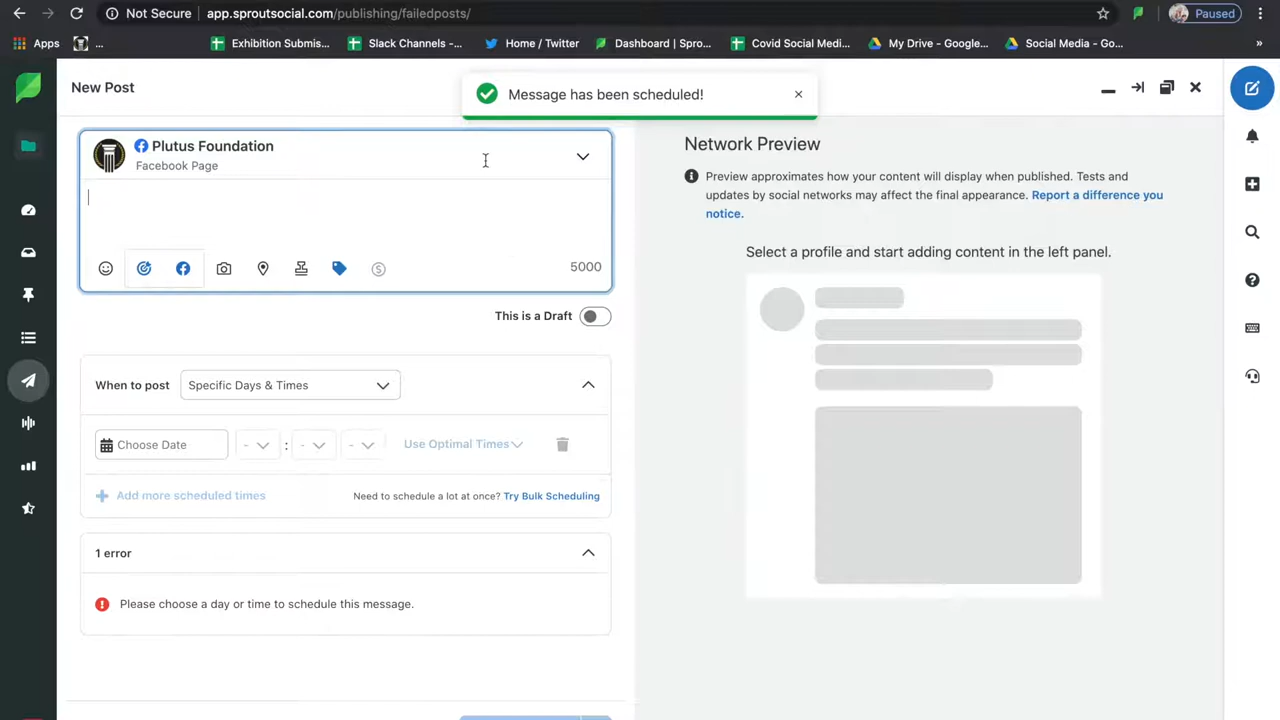 Not Secure | app.sproutsocial.com/publishing/failedposts/
Paused
Apps ... Exhibition Submis... Slack Channels -... Home / Twitter Dashboard | Spro... Covid Social Medi... My Drive - Google... Social Media - Go... »
New Post
Message has been scheduled!
Plutus Foundation
Facebook Page
5000
This is a Draft
When to post Specific Days & Times
Choose Date - : - - Use Optimal Times
Add more scheduled times Need to schedule a lot at once? Try Bulk Scheduling
1 error
Please choose a day or time to schedule this message.
Network Preview
Preview approximates how your content will display when published. Tests and
updates by social networks may affect the final appearance. Report a difference you
notice.
Select a profile and start adding content in the left panel.